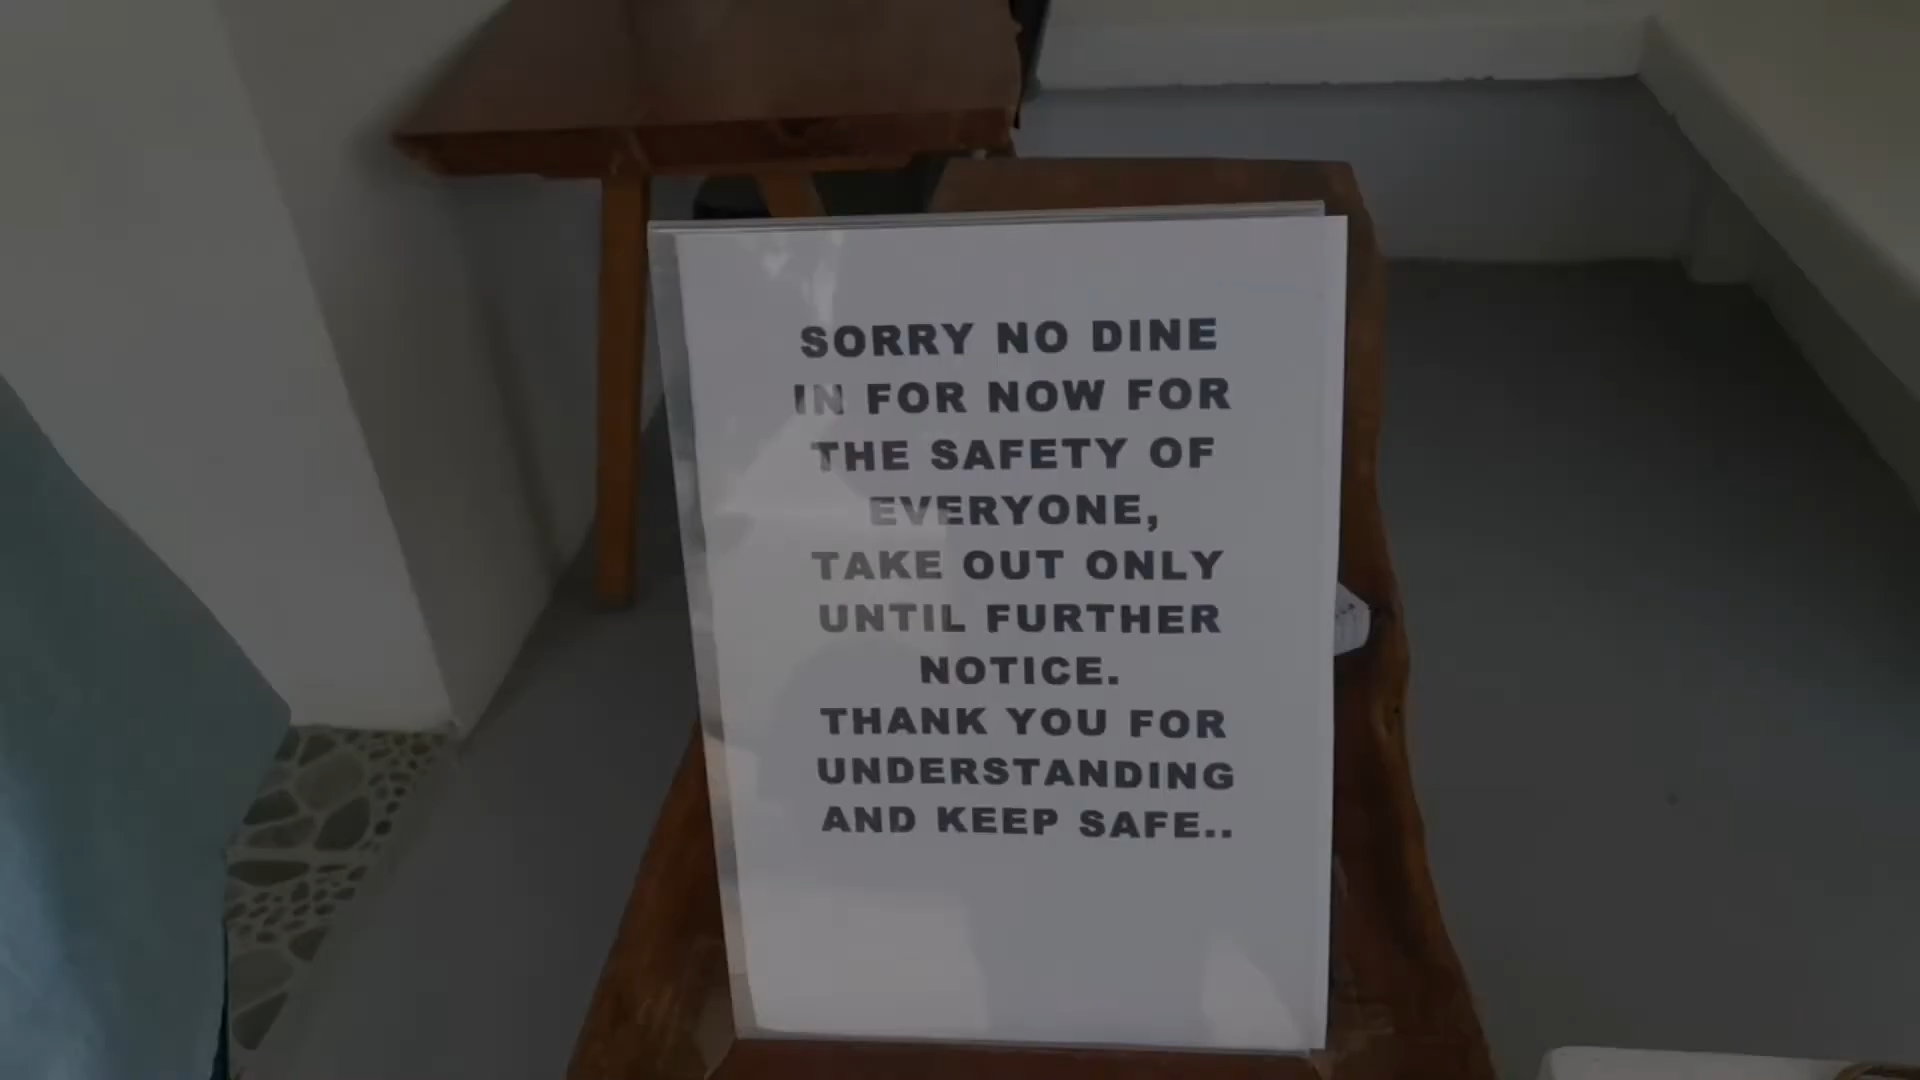 SORRY NO DINE
IN FOR NOW FOR
THE SAFETY OF
EVERYONE,
TAKE OUT ONLY
UNTIL FURTHER
NOTICE.
THANK YOU FOR
UNDERSTANDING
AND KEEP SAFE..